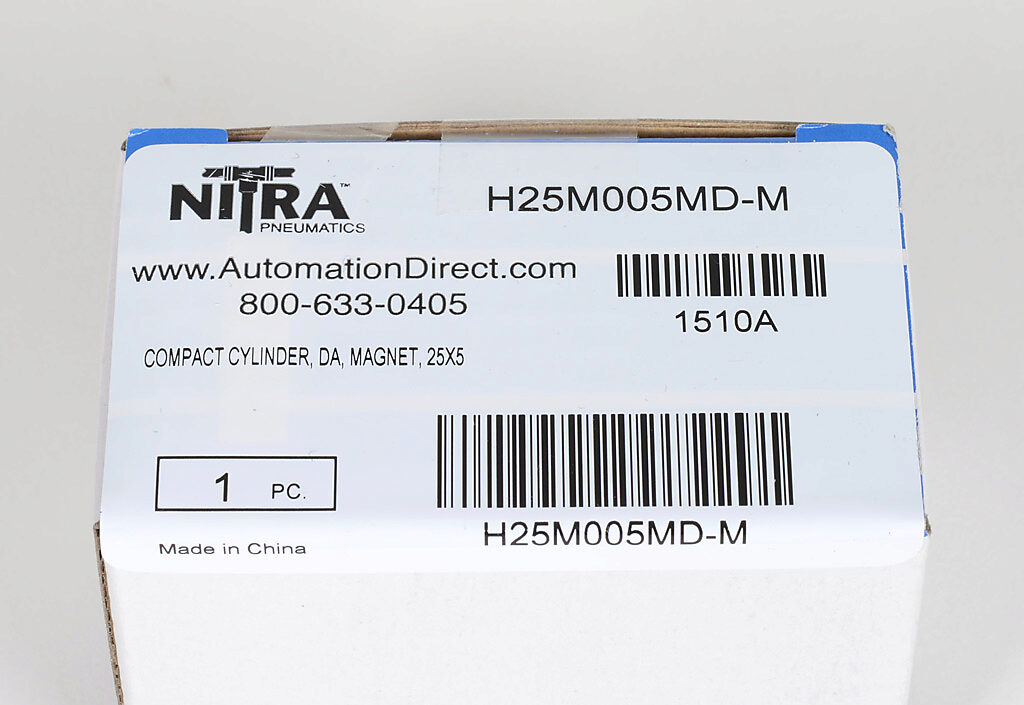 NITRA™
PNEUMATICS
H25M005MD-M
www.AutomationDirect.com
800-633-0405
1510A
COMPACT CYLINDER, DA, MAGNET, 25X5
1 PC.
H25M005MD-M
Made in China